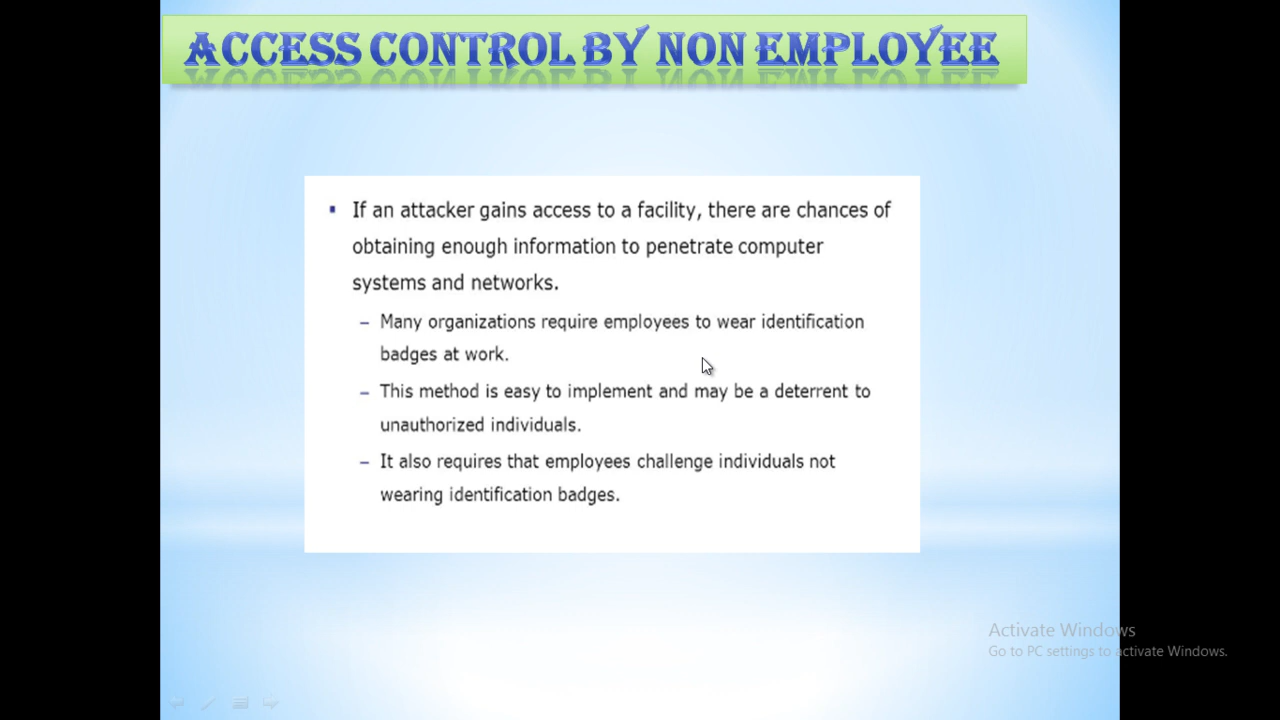 ACCESS CONTROL BY NON EMPLOYEE
▪ If an attacker gains access to a facility, there are chances of
obtaining enough information to penetrate computer
systems and networks.
– Many organizations require employees to wear identification
badges at work.
– This method is easy to implement and may be a deterrent to
unauthorized individuals.
– It also requires that employees challenge individuals not
wearing identification badges.
Activate Windows
Go to PC settings to activate Windows.